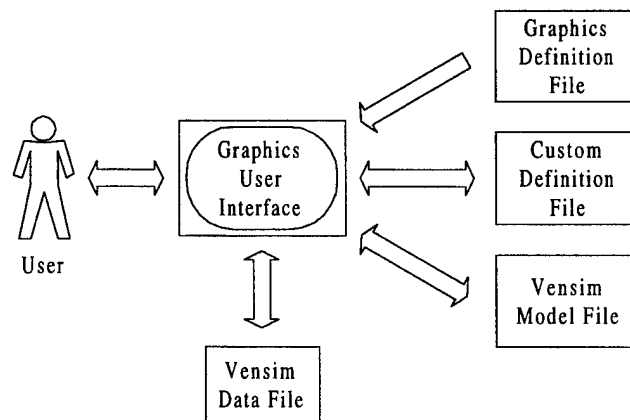 Graphics
Definition
File
Graphics
User
Interface
Custom
Definition
File
User
Vensim
Model File
Vensim
Data File